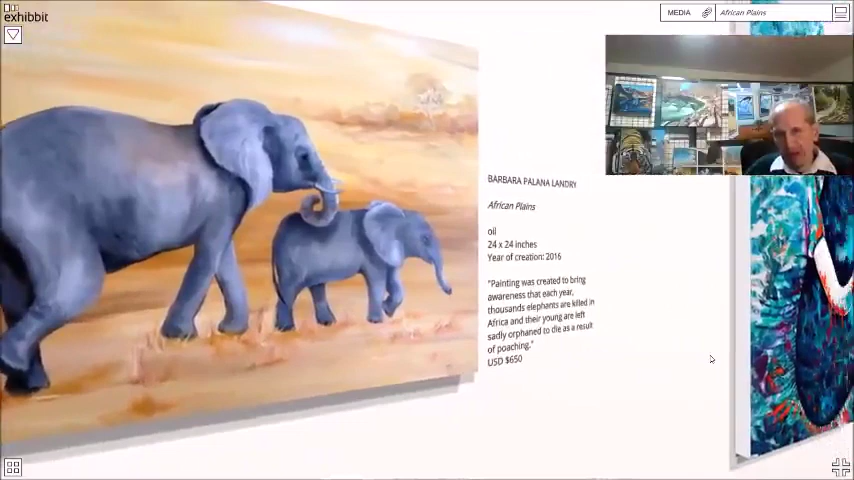 exhibbit
MEDIA
African Plains
BARBARA PALANA LANDRY
African Plains
oil
24 x 24 inches
Year of creation: 2016
"Painting was created to bring
awareness that each year,
thousands elephants are killed in
Africa and their young are left
sadly orphaned to die as a result
of poaching."
USD $650